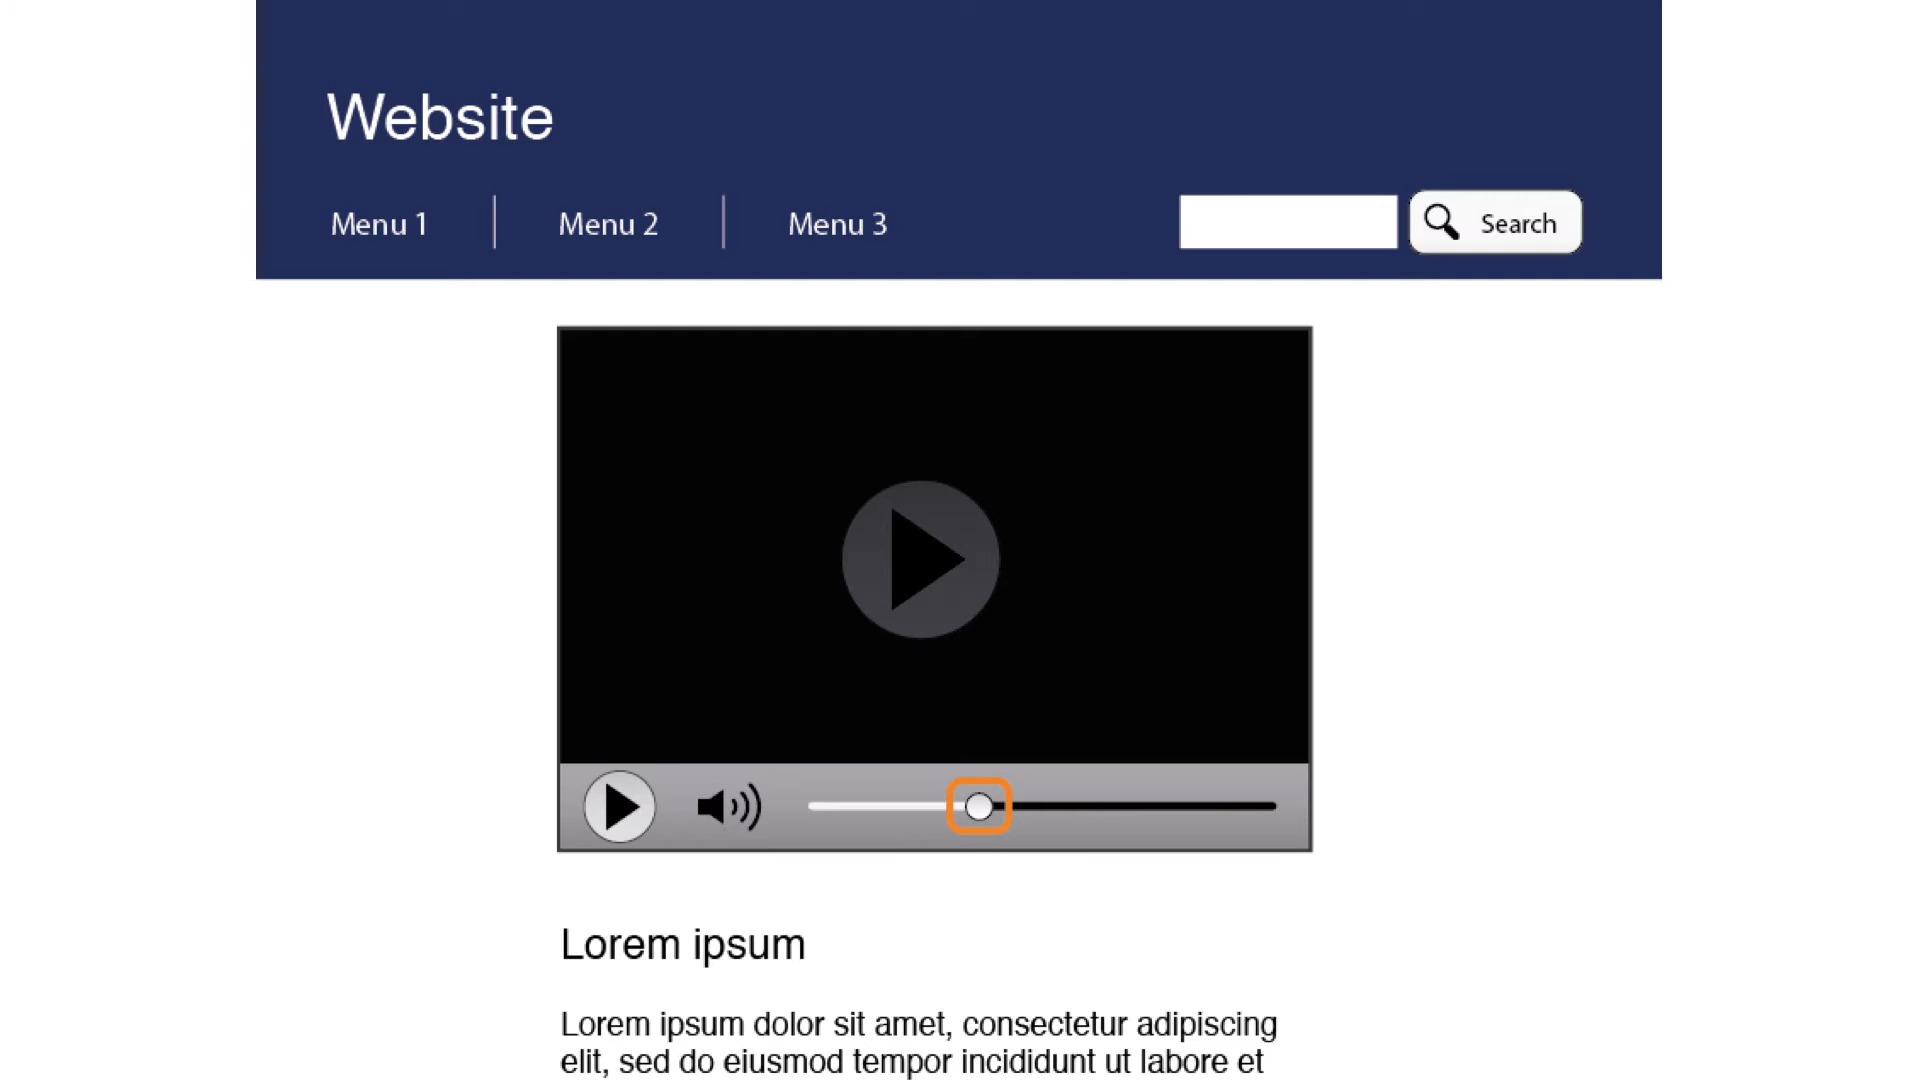 Website
Menu 1 Menu 2 Menu 3 Search
Lorem ipsum
Lorem ipsum dolor sit amet, consectetur adipiscing
elit, sed do eiusmod tempor incididunt ut labore et